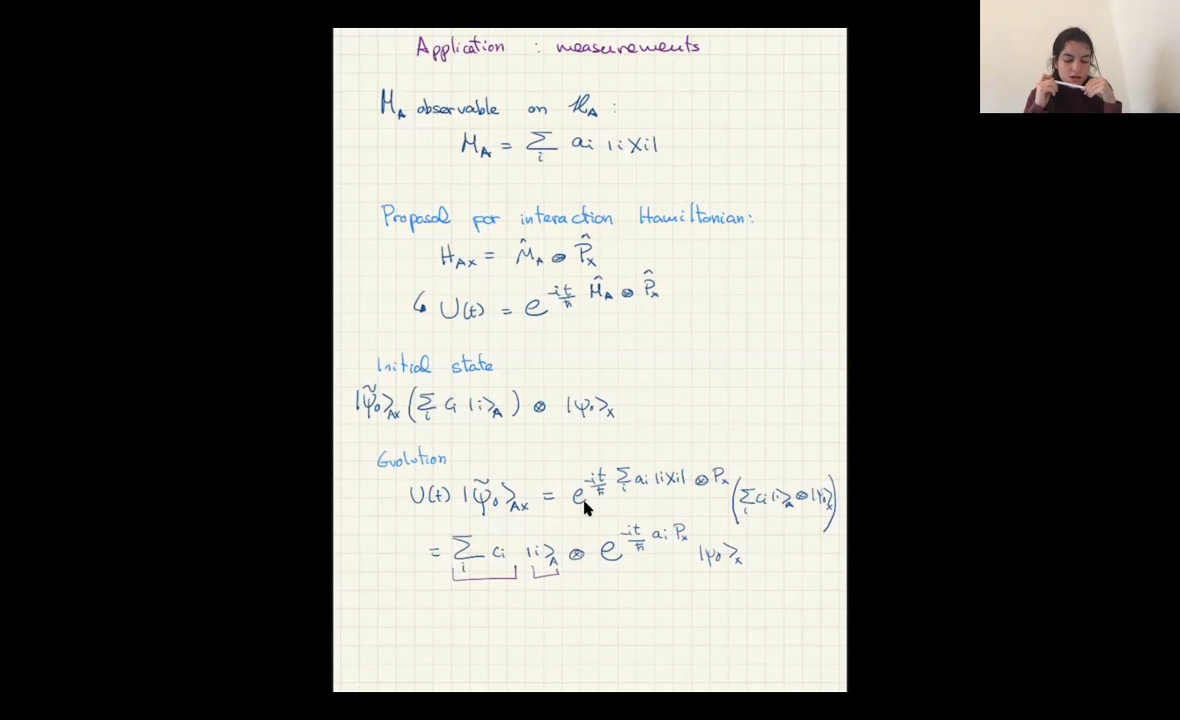 Application : measurements
M_A observable on ℋ_A :
M_A = Σ_i a_i |i⟩⟨i|
Proposal for interaction Hamiltonian:
H_AX = M̂_A ⊗ P̂_X
↳ U(t) = e^{-it/ħ M̂_A ⊗ P̂_X}
Initial state
|ψ̃_0⟩_AX (Σ_i c_i |i⟩_A) ⊗ |ψ_0⟩_X
Evolution
U(t) |ψ̃_0⟩_AX = e^{-it/ħ Σ_i a_i |i⟩⟨i| ⊗ P_X} (Σ_i c_i |i⟩_A ⊗ |ψ_0⟩_X)
= Σ_i c_i |i⟩_A ⊗ e^{-it/ħ a_i P_X} |ψ_0⟩_X